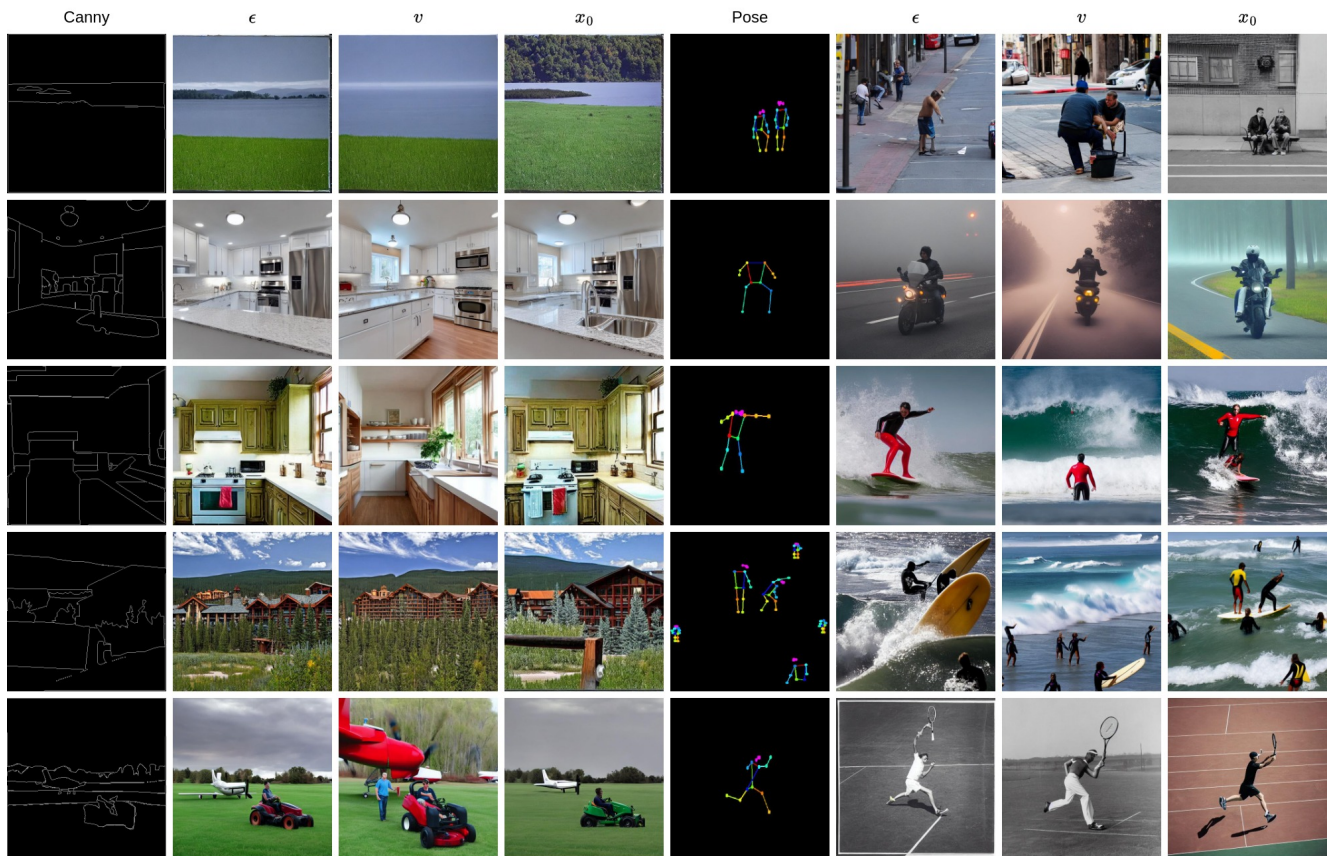 Canny ϵ v x₀ Pose ϵ v x₀